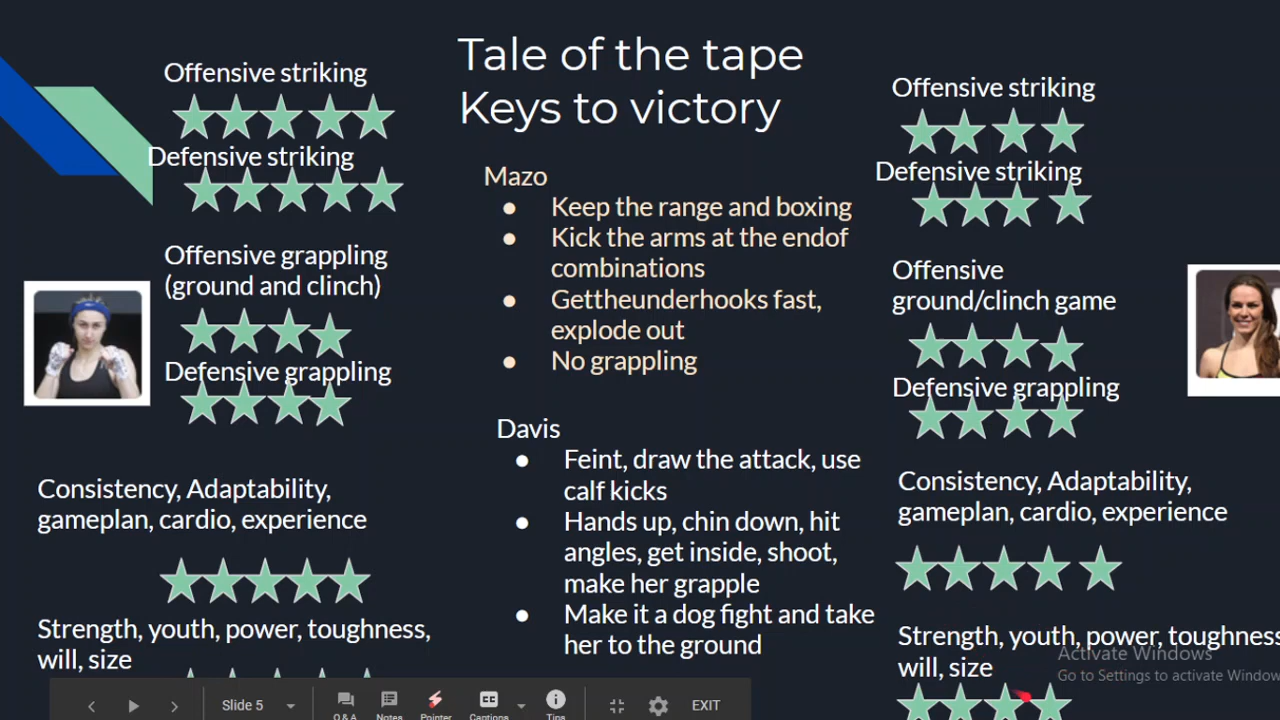 Tale of the tape
Keys to victory
Offensive striking
Defensive striking
Offensive grappling
(ground and clinch)
Defensive grappling
Consistency, Adaptability,
gameplan, cardio, experience
Strength, youth, power, toughness,
will, size
Mazo
● Keep the range and boxing
● Kick the arms at the endof
combinations
● Gettheunderhooks fast,
explode out
● No grappling
Davis
● Feint, draw the attack, use
calf kicks
● Hands up, chin down, hit
angles, get inside, shoot,
make her grapple
● Make it a dog fight and take
her to the ground
Offensive striking
Defensive striking
Offensive
ground/clinch game
Defensive grappling
Consistency, Adaptability,
gameplan, cardio, experience
Strength, youth, power, toughness
will, size
Activate Windows
Go to Settings to activate Window
Slide 5
Q&A
Notes
Pointer
Captions
Tips
EXIT